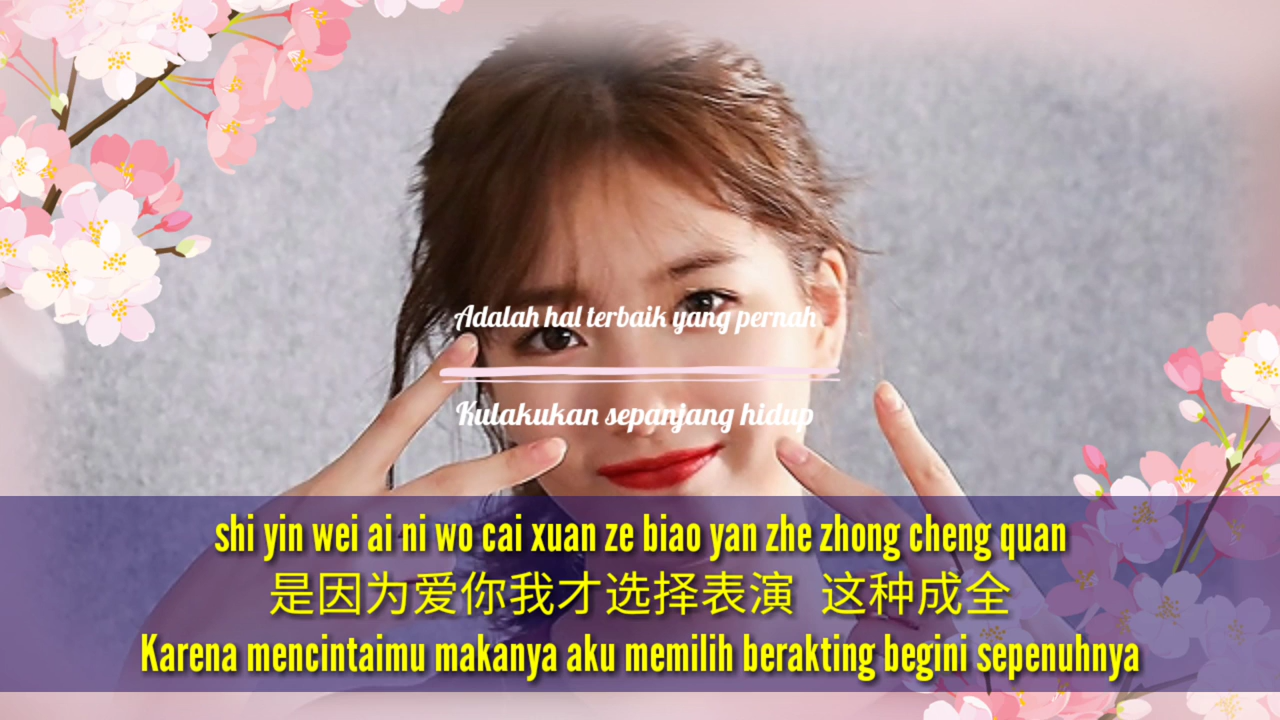 Adalah hal terbaik yang pernah
Kulakukan sepanjang hidup
shi yin wei ai ni wo cai xuan ze biao yan zhe zhong cheng quan
是因为爱你我才选择表演 这种成全
Karena mencintaimu makanya aku memilih berakting begini sepenuhnya